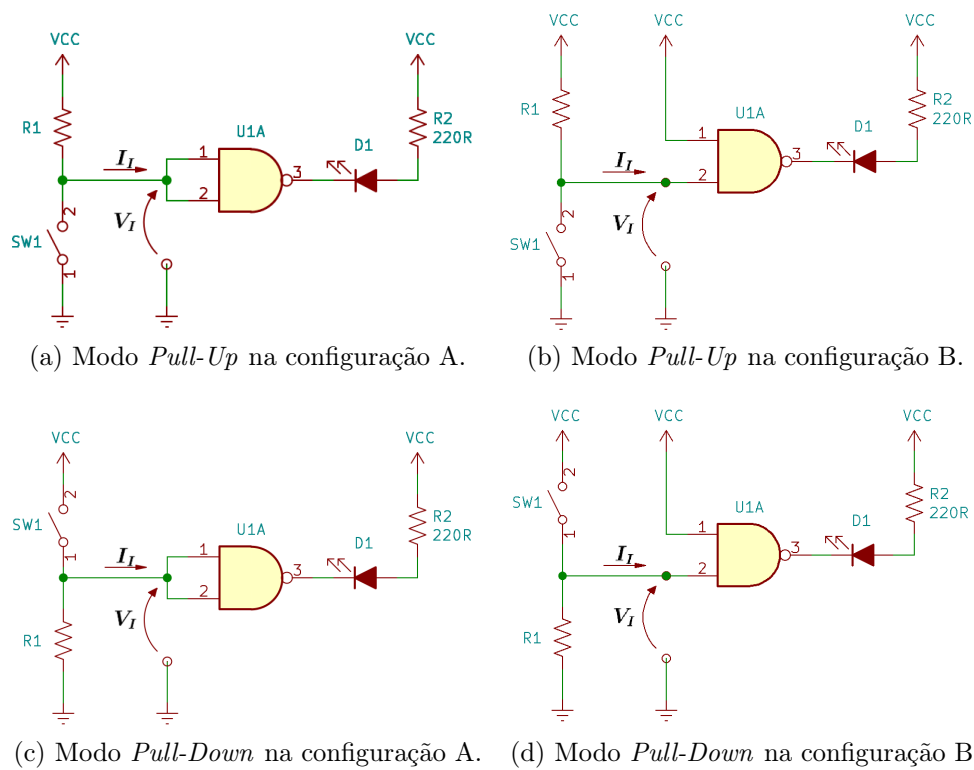 VCC
VCC
R1
R2
220R
U1A
D1
I_I
1
2
3
V_I
2
SW1
1
(a) Modo Pull-Up na configuração A.
VCC
VCC
VCC
R1
R2
220R
U1A
D1
I_I
1
2
3
V_I
2
SW1
1
(b) Modo Pull-Up na configuração B.
VCC
VCC
2
SW1
1
R2
220R
U1A
D1
I_I
1
2
3
V_I
R1
(c) Modo Pull-Down na configuração A.
VCC
VCC
VCC
2
SW1
1
R2
220R
U1A
D1
I_I
1
2
3
V_I
R1
(d) Modo Pull-Down na configuração B